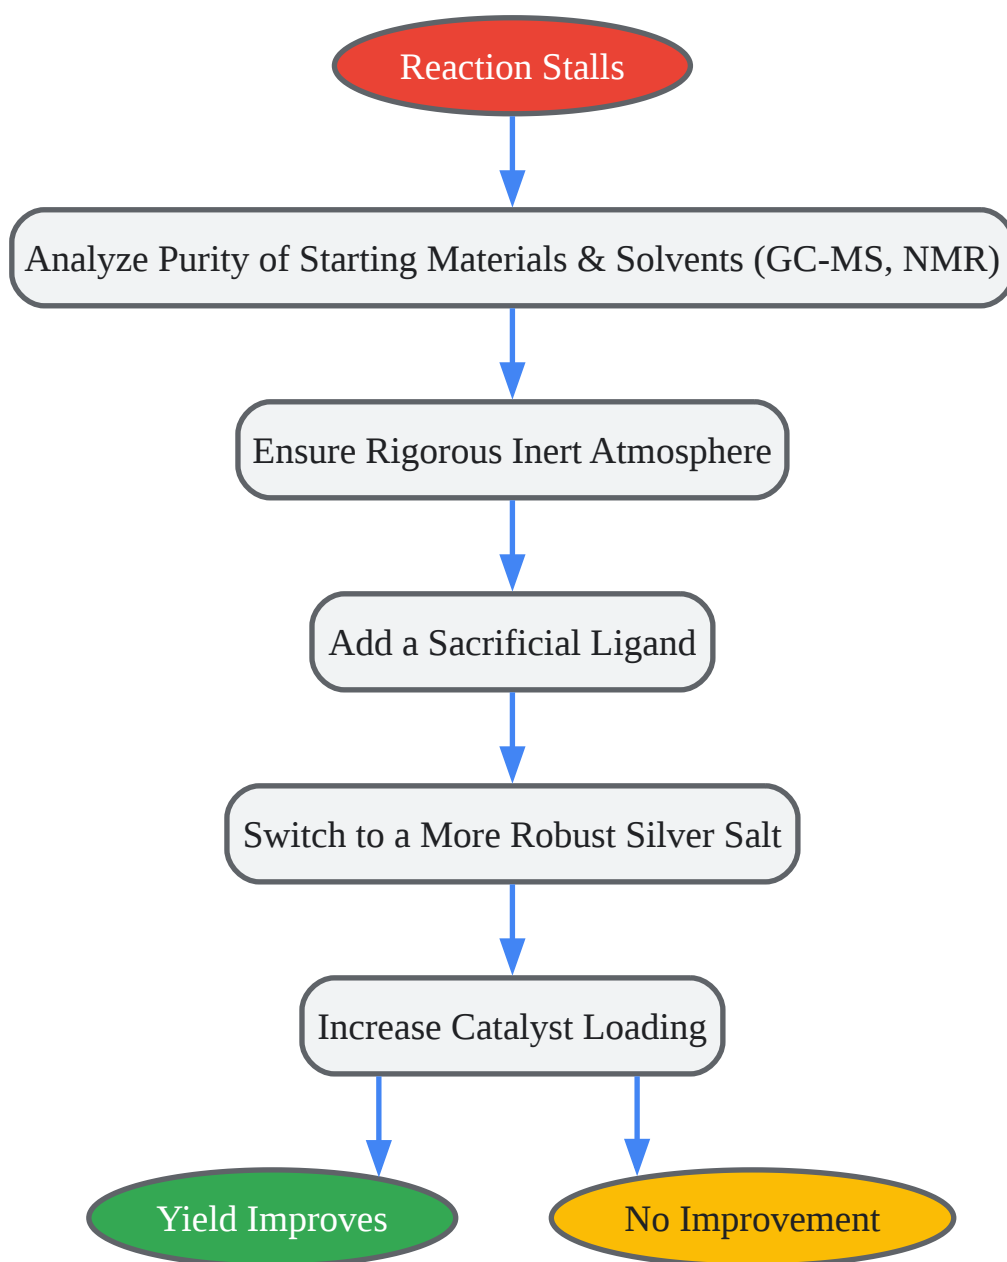 Reaction Stalls
Analyze Purity of Starting Materials & Solvents (GC-MS, NMR)
Ensure Rigorous Inert Atmosphere
Add a Sacrificial Ligand
Switch to a More Robust Silver Salt
Increase Catalyst Loading
Yield Improves
No Improvement